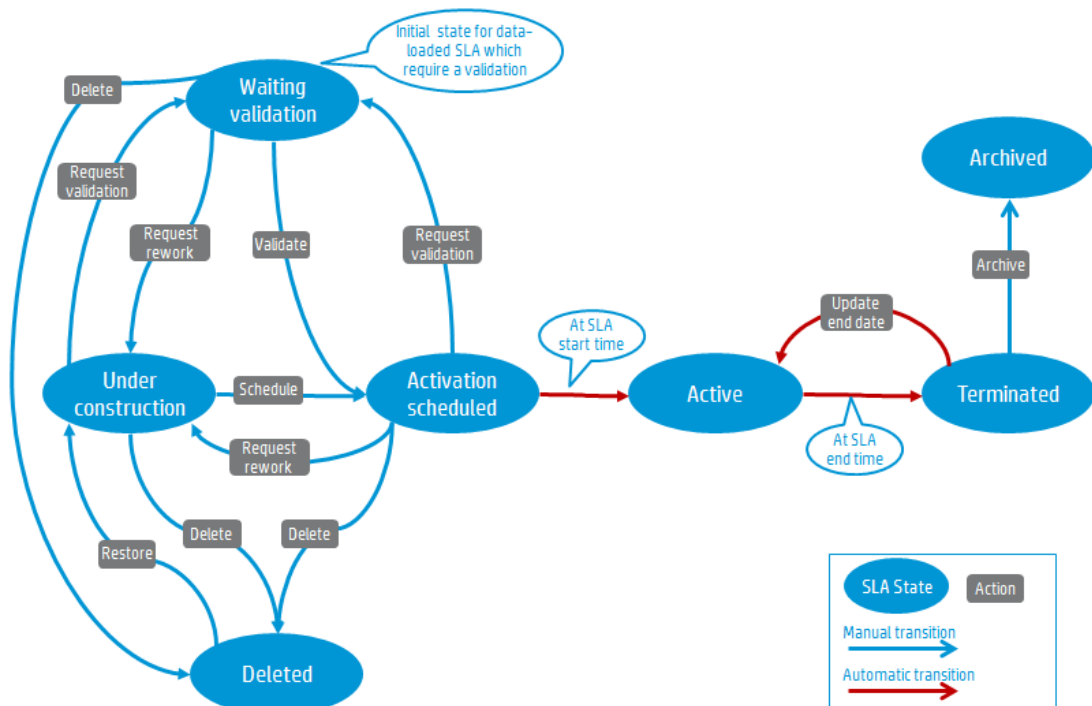 Initial state for data-
loaded SLA which
require a validation
Delete
Waiting
validation
Archived
Request
validation
Request
rework
Validate
Request
validation
Archive
Update
end date
At SLA
start time
Under
construction
Schedule
Activation
scheduled
Active
Terminated
Request
rework
At SLA
end time
Delete
Delete
Restore
SLA State
Action
Manual transition
Deleted
Automatic transition